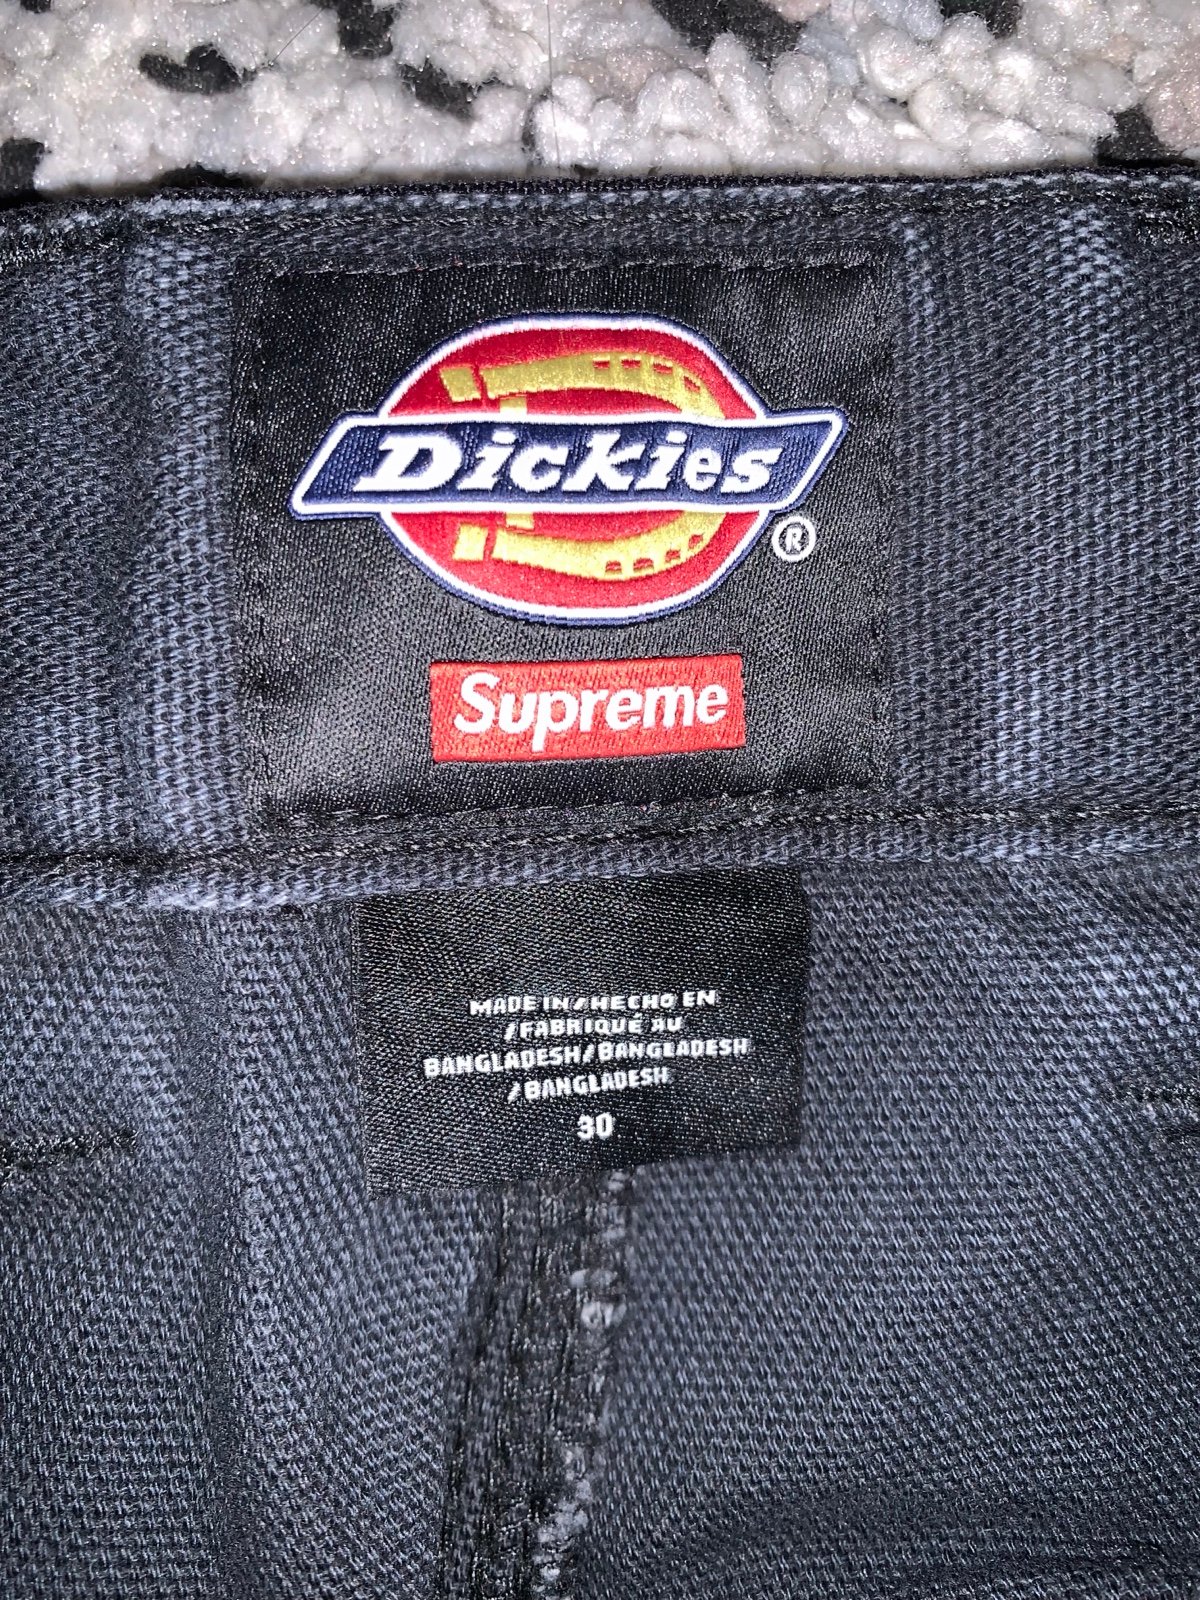 Dickies
®
Supreme
MADE IN/HECHO EN
/FABRIQUÉ AU
BANGLADESH/BANGLADESH
/BANGLADESH
30